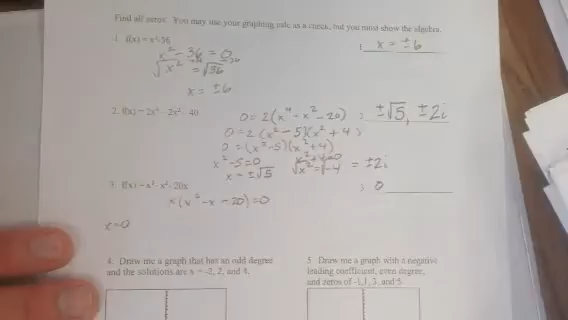 Find all zeros. You may use your graphing calc as a check, but you must show the algebra.
1. f(x) = x²-36
x² - 36 = 0
+36 +36
√x² = √36
x = ±6
1. x = ±6
2. f(x) = 2x⁴ - 2x² - 40
0 = 2(x⁴ - x² - 20)
±√5, ±2i
0 = 2(x² - 5)(x² + 4)
0 = (x² - 5)(x² + 4)
x² - 5 = 0
x² + 4 = 0
x = ±√5
√x² = √-4 = ±2i
3. f(x) = x³ - x² - 20x
x(x² - x - 20) = 0
0
x = 0
4. Draw me a graph that has an odd degree
and the solutions are x = -2, 2, and 4.
5. Draw me a graph with a negative
leading coefficient, even degree,
and zeros of -1, 1, 3, and 5.